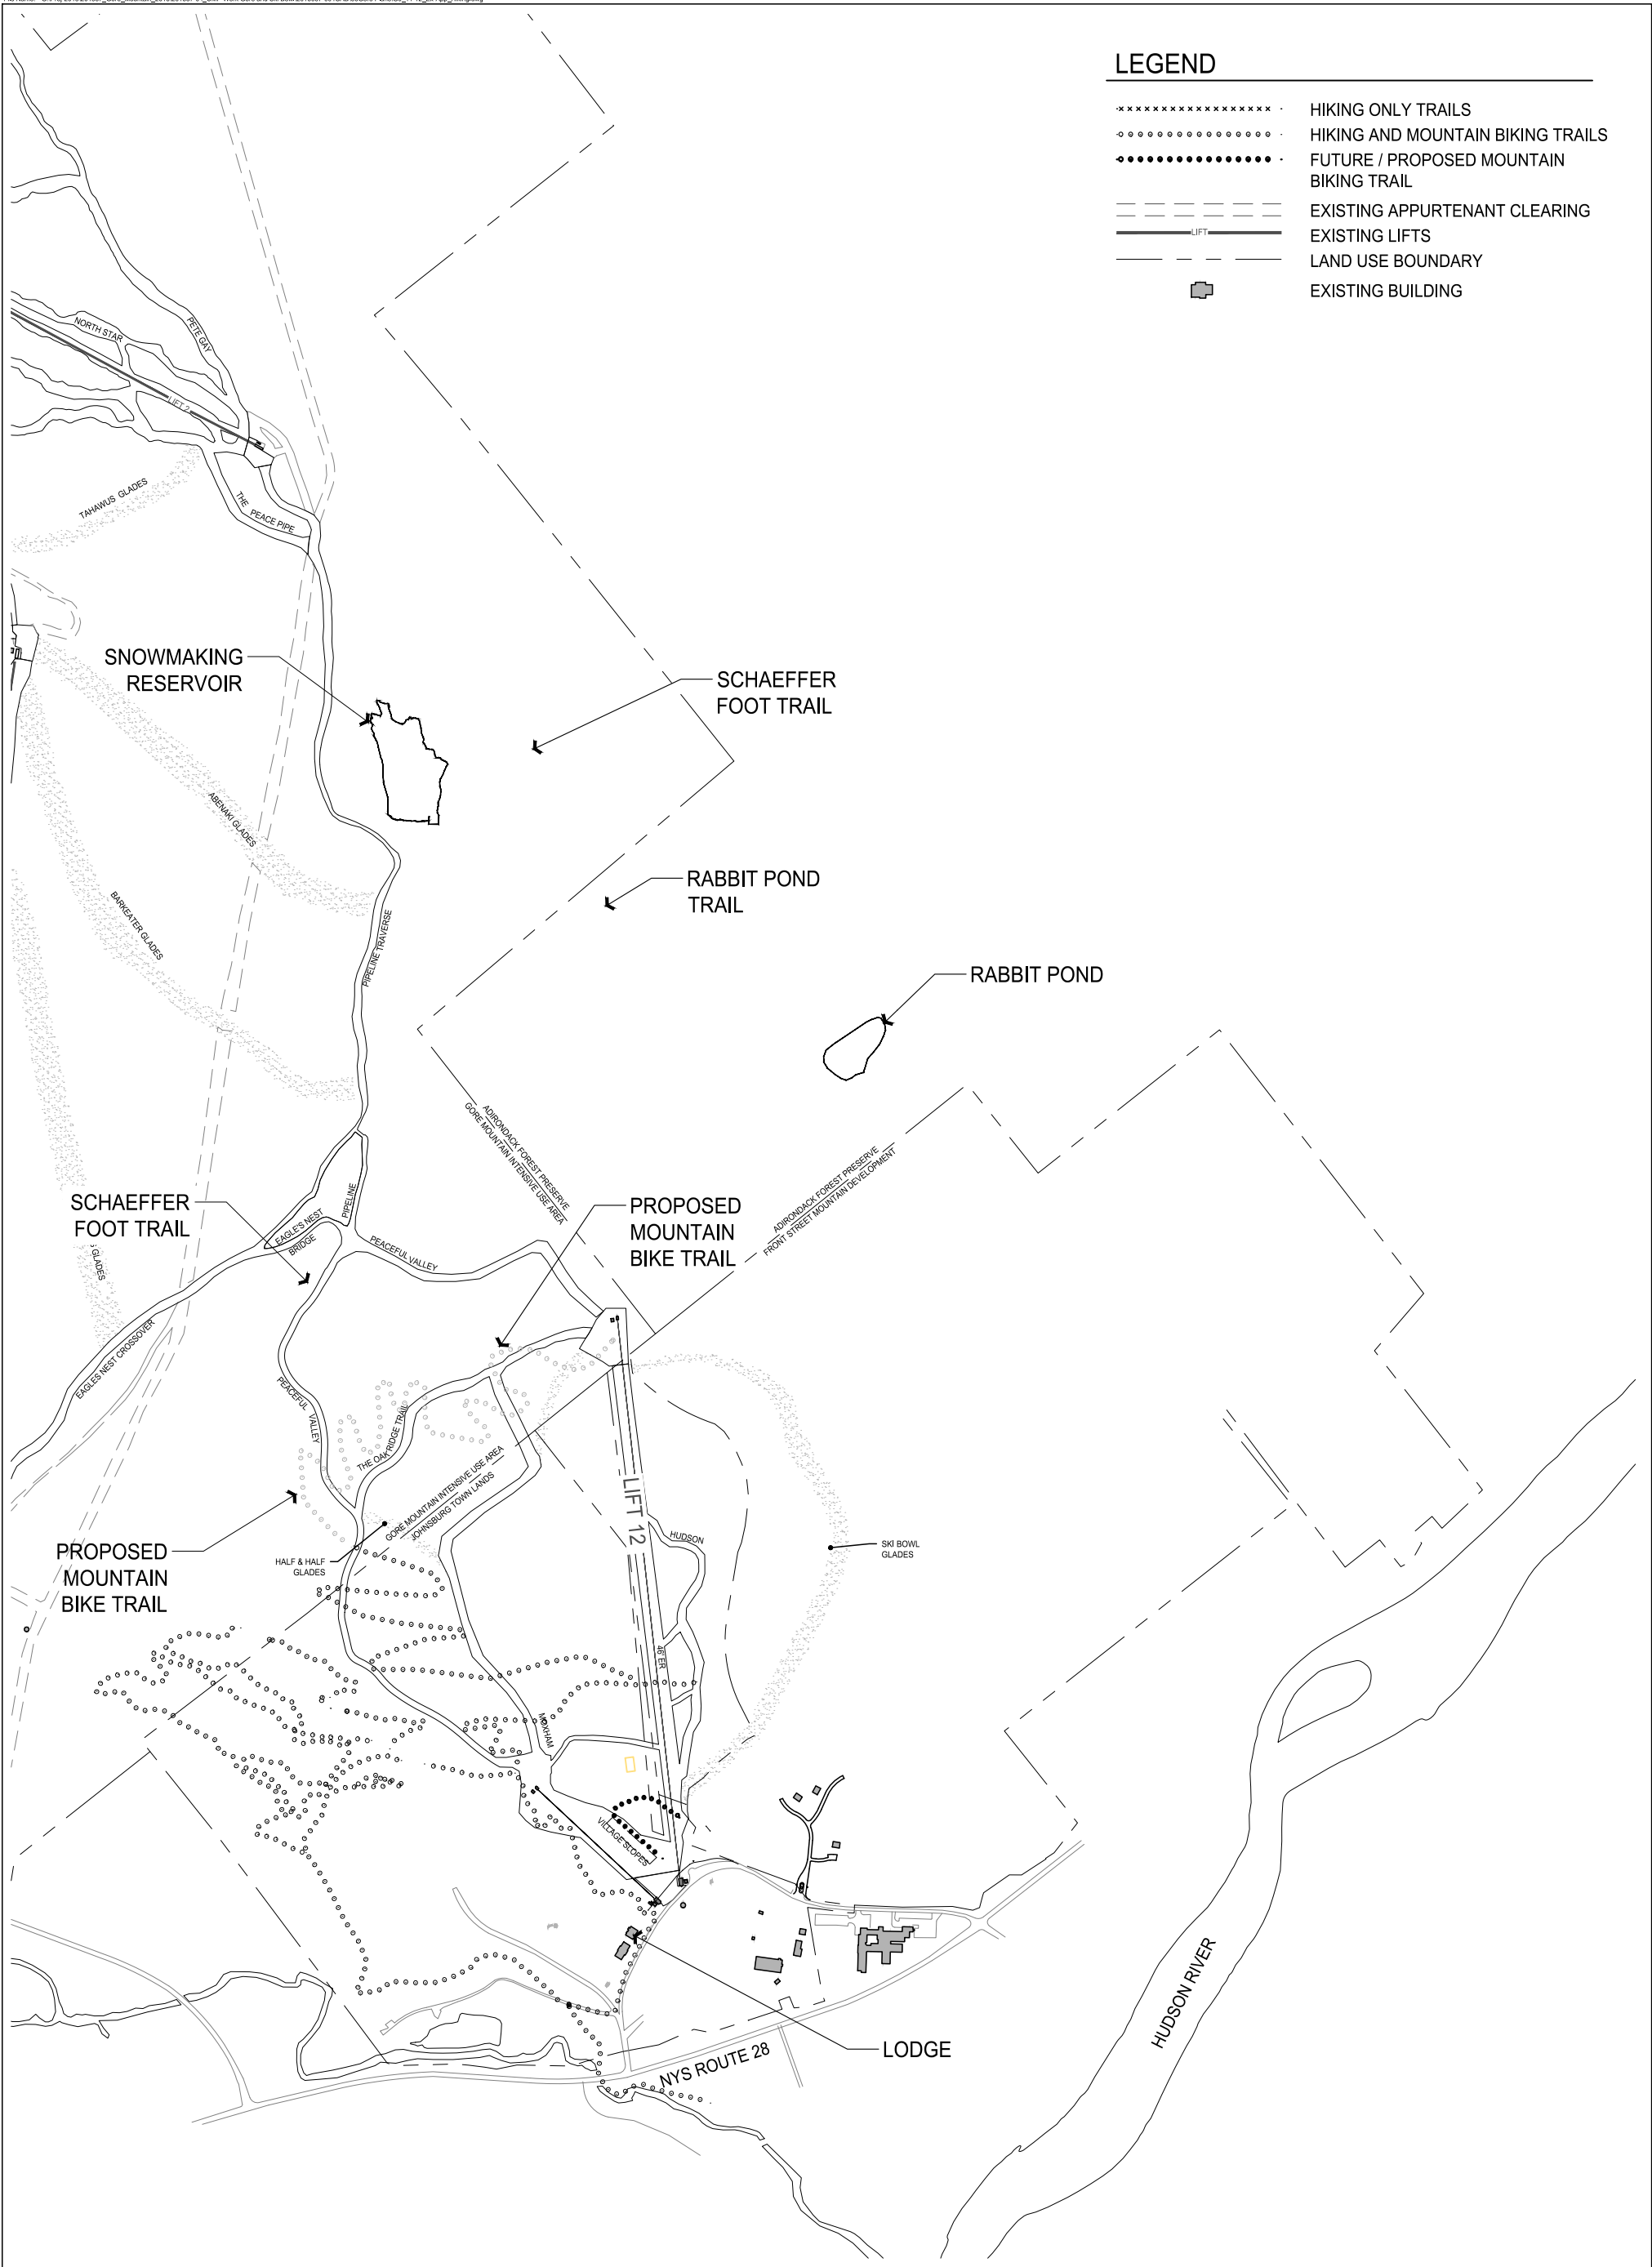 LEGEND
HIKING ONLY TRAILS
HIKING AND MOUNTAIN BIKING TRAILS
FUTURE / PROPOSED MOUNTAIN
BIKING TRAIL
EXISTING APPURTENANT CLEARING
LIFT
EXISTING LIFTS
LAND USE BOUNDARY
EXISTING BUILDING
PETE GAY
NORTH STAR
LIFT 2
TAHAWUS GLADES
THE PEACE PIPE
SNOWMAKING
RESERVOIR
SCHAEFFER
FOOT TRAIL
ABENAKI GLADES
RABBIT POND
TRAIL
BARKEATER GLADES
PIPELINE TRAVERSE
RABBIT POND
ADIRONDACK FOREST PRESERVE
GORE MOUNTAIN INTENSIVE USE AREA
ADIRONDACK FOREST PRESERVE
FRONT STREET MOUNTAIN DEVELOPMENT
SCHAEFFER
FOOT TRAIL
PIPELINE
EAGLE'S NEST
BRIDGE
PEACEFUL VALLEY
PROPOSED
MOUNTAIN
BIKE TRAIL
GLADES
EAGLES NEST CROSSOVER
PEACEFUL VALLEY
THE OAK RIDGE TRAIL
GORE MOUNTAIN INTENSIVE USE AREA
JOHNSBURG TOWN LANDS
LIFT 12
HUDSON
PROPOSED
MOUNTAIN
BIKE TRAIL
HALF & HALF
GLADES
SKI BOWL
GLADES
46'ER
MOXHAM
VILLAGE SLOPES
HUDSON RIVER
LODGE
NYS ROUTE 28